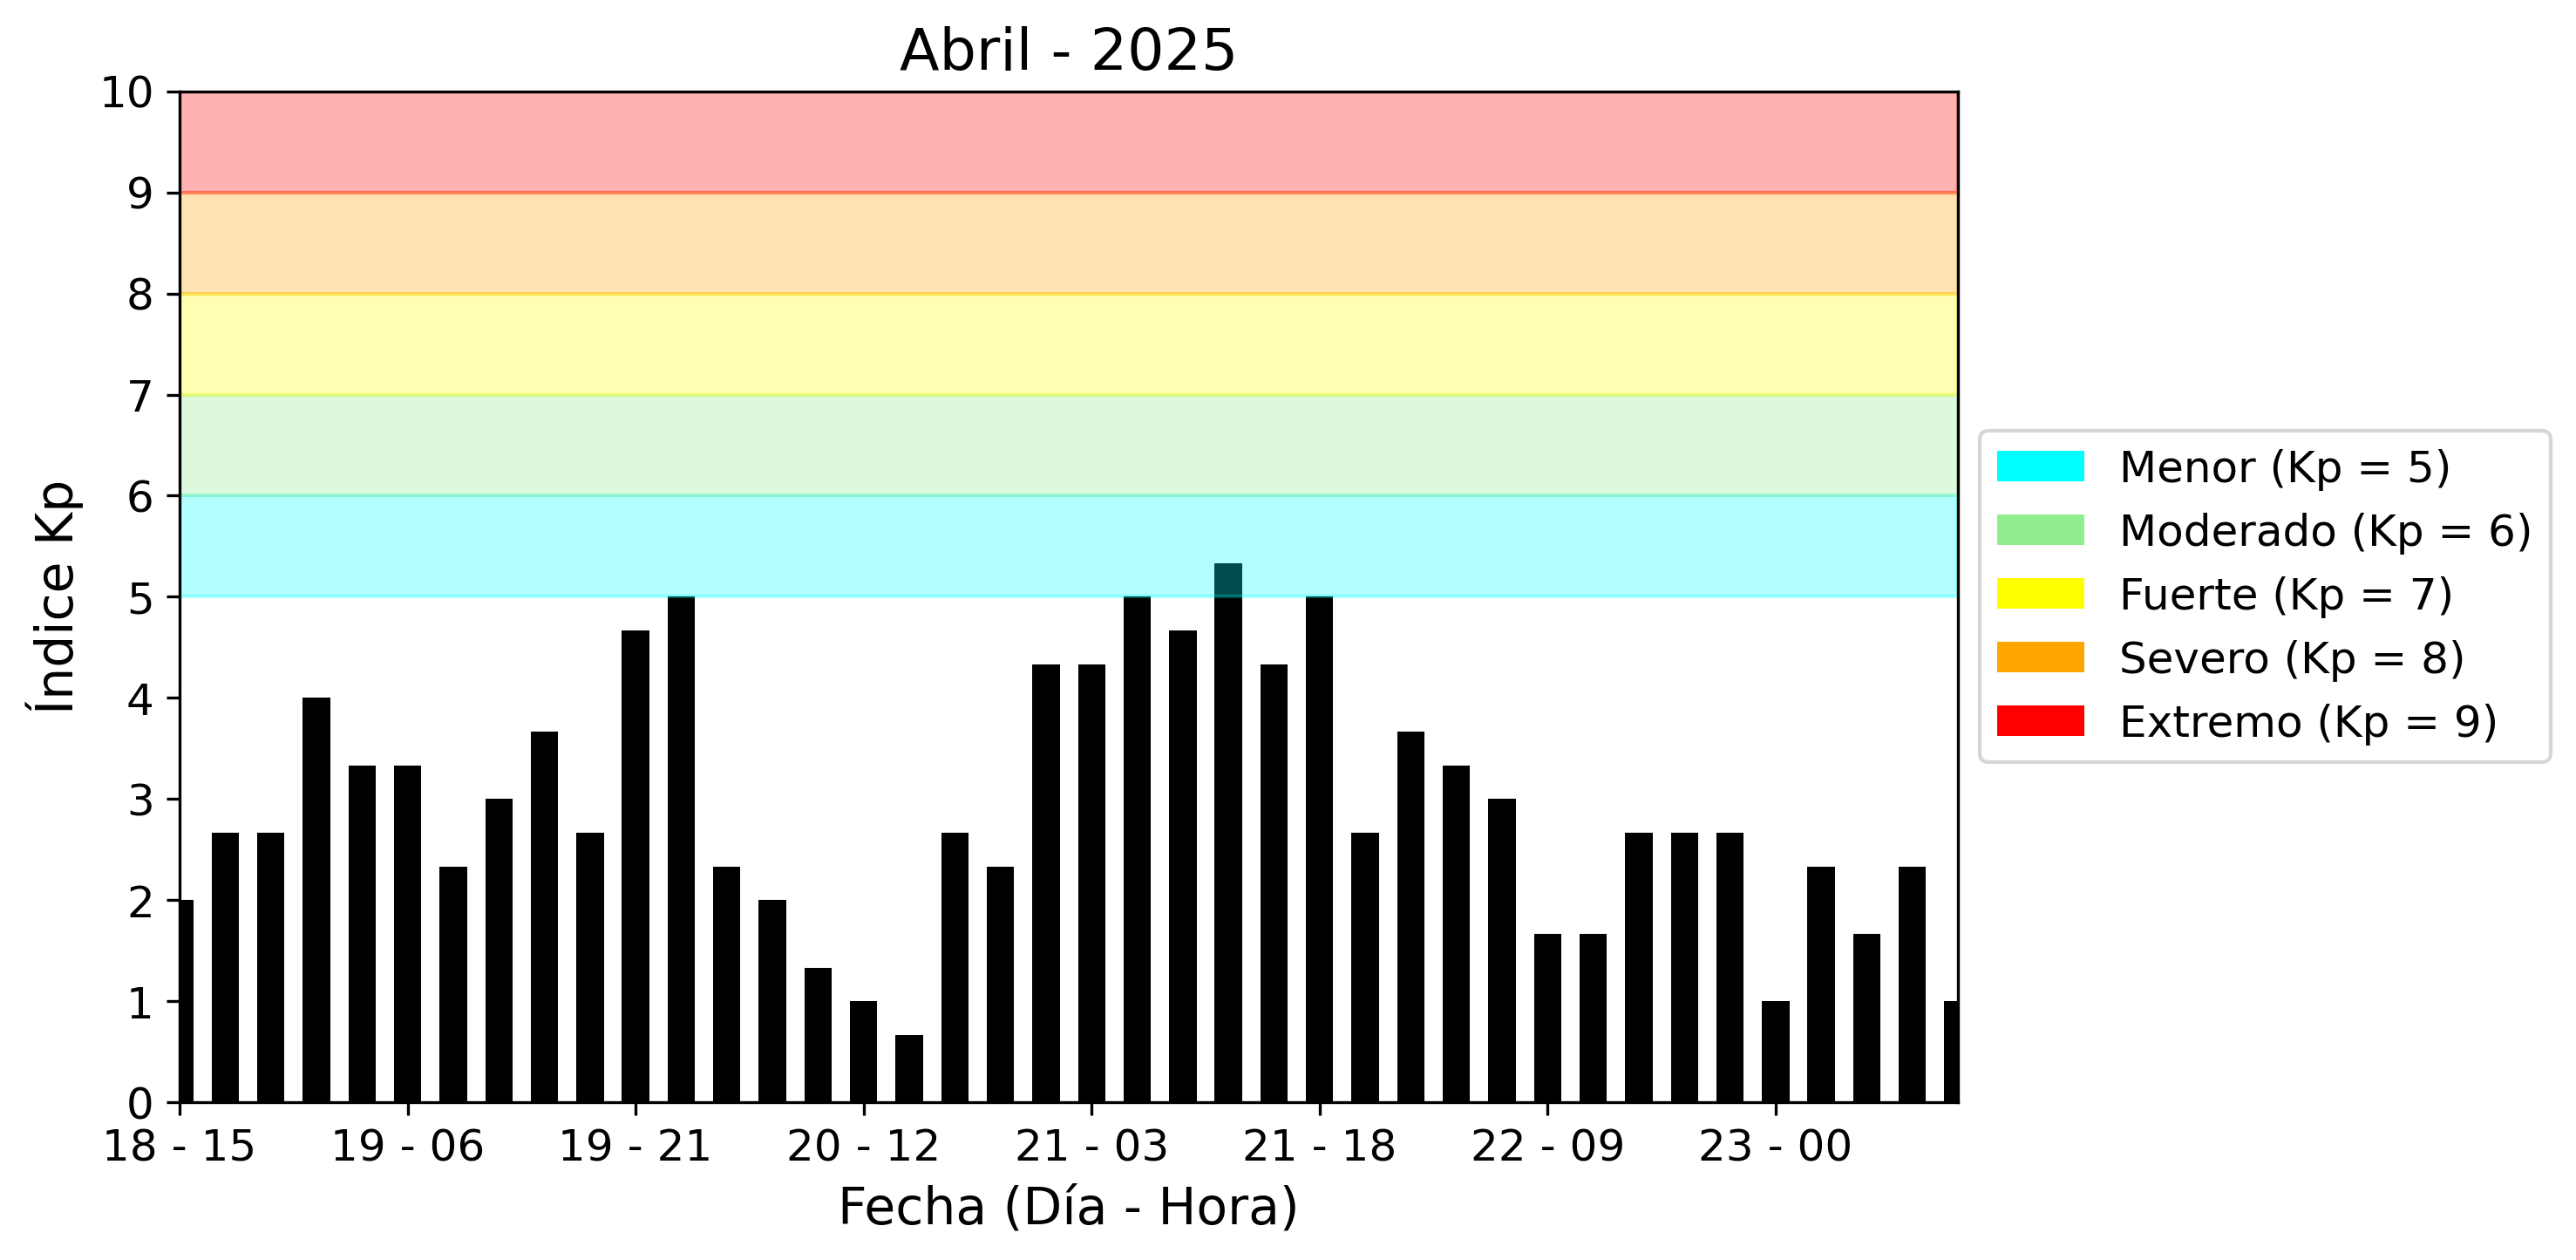 Abril - 2025
10
9
8
7
6
5
4
3
2
1
0
Índice Kp
18 - 15
19 - 06
19 - 21
20 - 12
21 - 03
21 - 18
22 - 09
23 - 00
Fecha (Día - Hora)
Menor (Kp = 5)
Moderado (Kp = 6)
Fuerte (Kp = 7)
Severo (Kp = 8)
Extremo (Kp = 9)